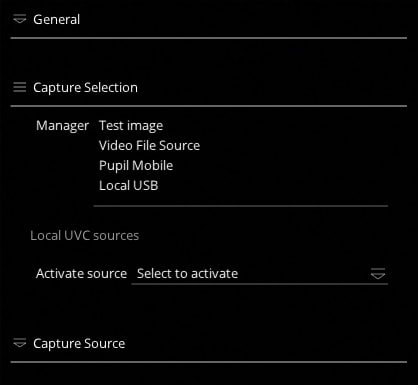 General
Capture Selection
Manager Test image
Video File Source
Pupil Mobile
Local USB
Local UVC sources
Activate source Select to activate
Capture Source